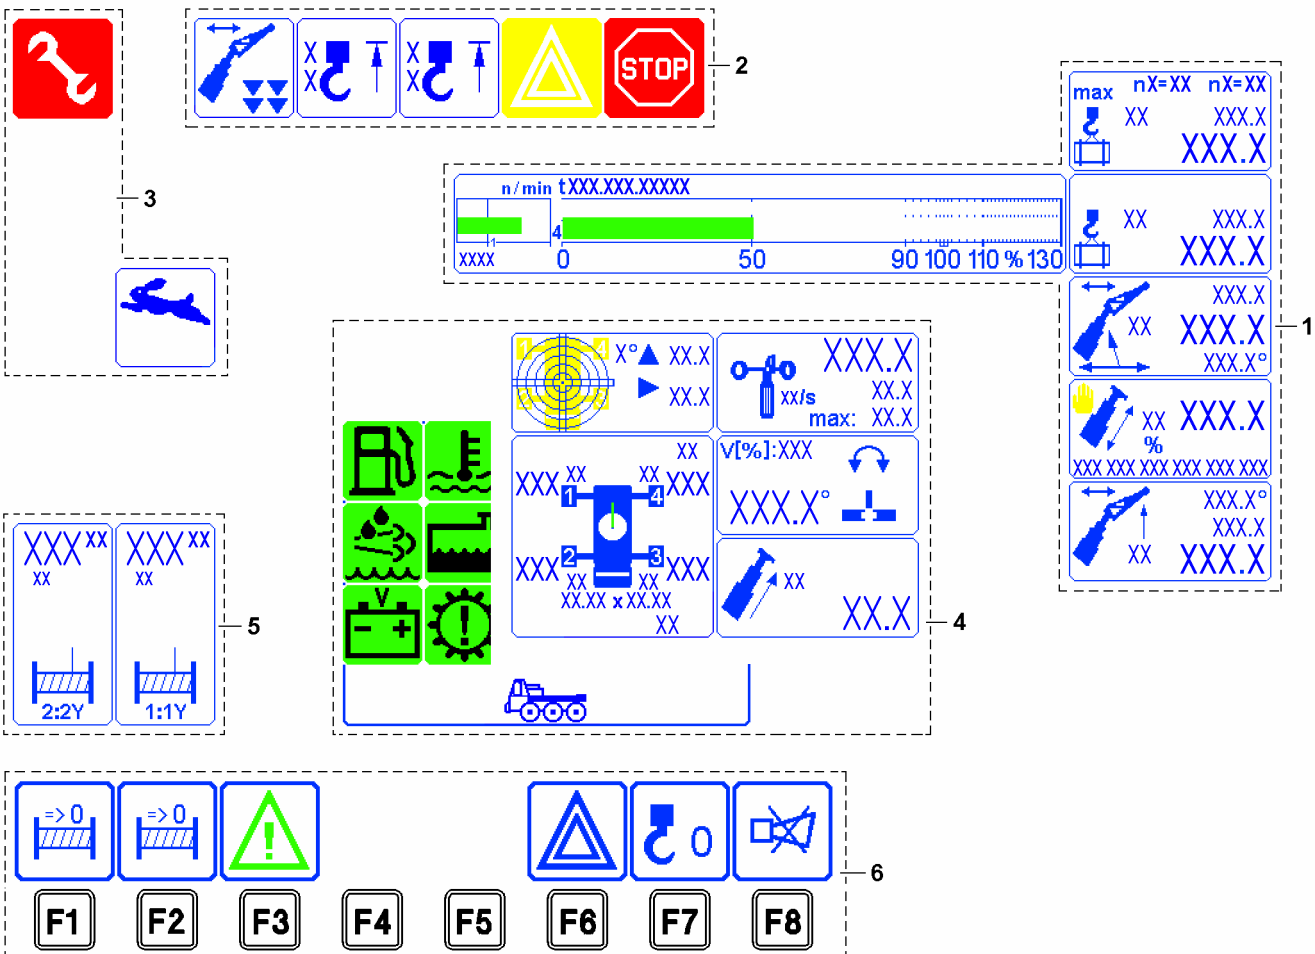 X
X
X
X
STOP
2
3
max
nX=XX nX=XX
XX
XXX.X
XXX.X
n/min
tXXX.XXX.XXXXX
1
4
XXXX
0
50
90
100
110
%
130
XX
XXX.X
XXX.X
XXX.X
XX
XXX.X
XXX.X°
XX
%
XXX.X
XXX XXX XXX XXX XXX XXX
XXX.X°
XXX.X
XX
XXX.X
1
1
4
X°
XX.X
XX.X
XXX.X
XX/s
XX.X
max: XX.X
XX
XXX
XX
XX
XXX
1
4
2
3
XXX
XX
XX
XXX
XX.XX x XX.XX
XX
V[%]:XXX
XXX.X°
XX
XX.X
V
- +
!
4
XXX XX
XX
2:2Y
XXX XX
XX
1:1Y
5
=> 0
=> 0
!
0
6
F1
F2
F3
F4
F5
F6
F7
F8